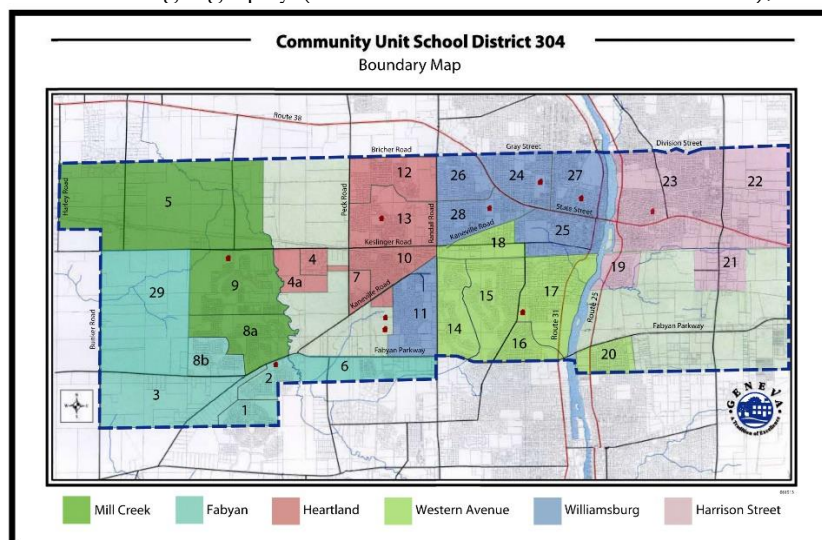 Community Unit School District 304
Boundary Map
Route 38
Bricher Road
Gray Street
Division Street
Harley Road
Peck Road
Randall Road
State Street
Kaneville Road
Keslinger Road
5
12
13
26
24
27
23
22
28
25
18
10
4
4a
7
Kaneville Road
9
29
8a
8b
11
15
17
14
16
19
21
20
Route 31
Route 25
Fabyan Parkway
Fabyan Parkway
Bunker Road
3
2
1
6
GENEVA
A Tradition of Excellence
Mill Creek
Fabyan
Heartland
Western Avenue
Williamsburg
Harrison Street